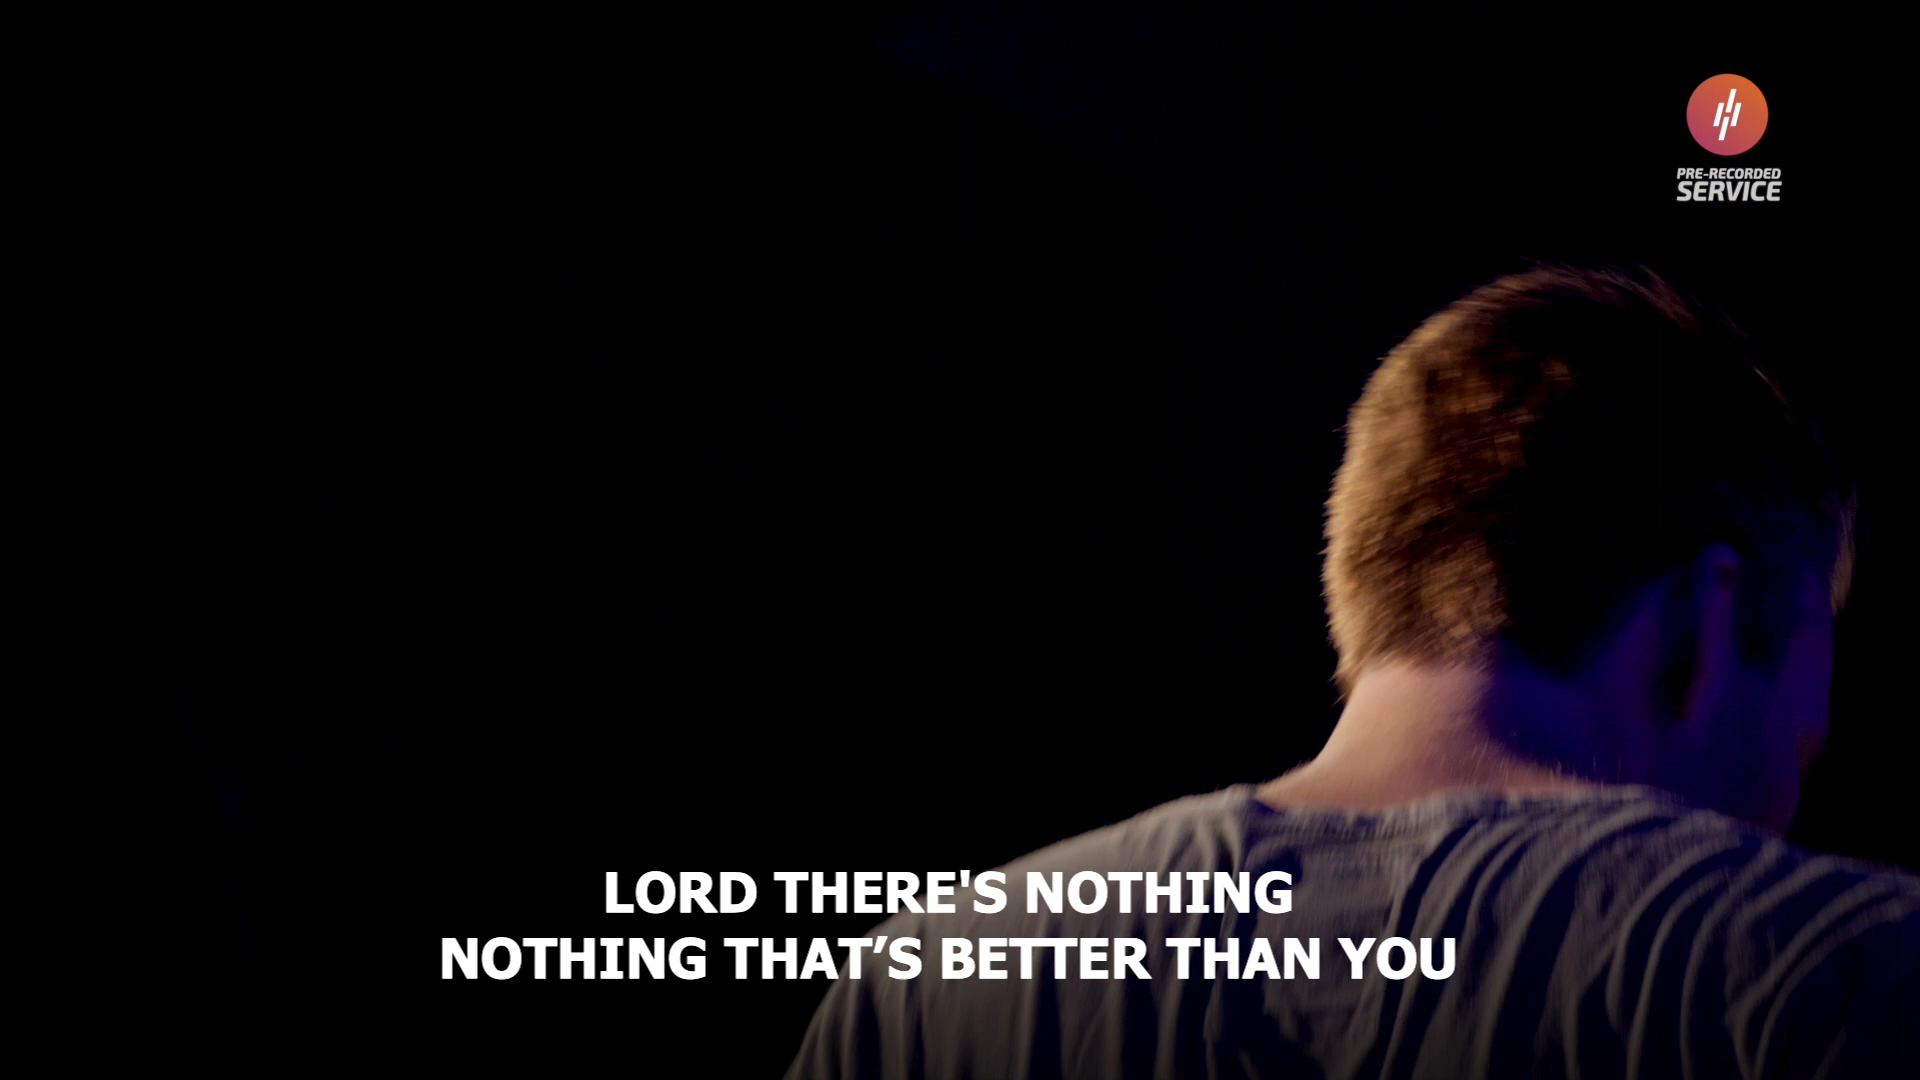 PRE-RECORDED
SERVICE
LORD THERE'S NOTHING
NOTHING THAT’S BETTER THAN YOU